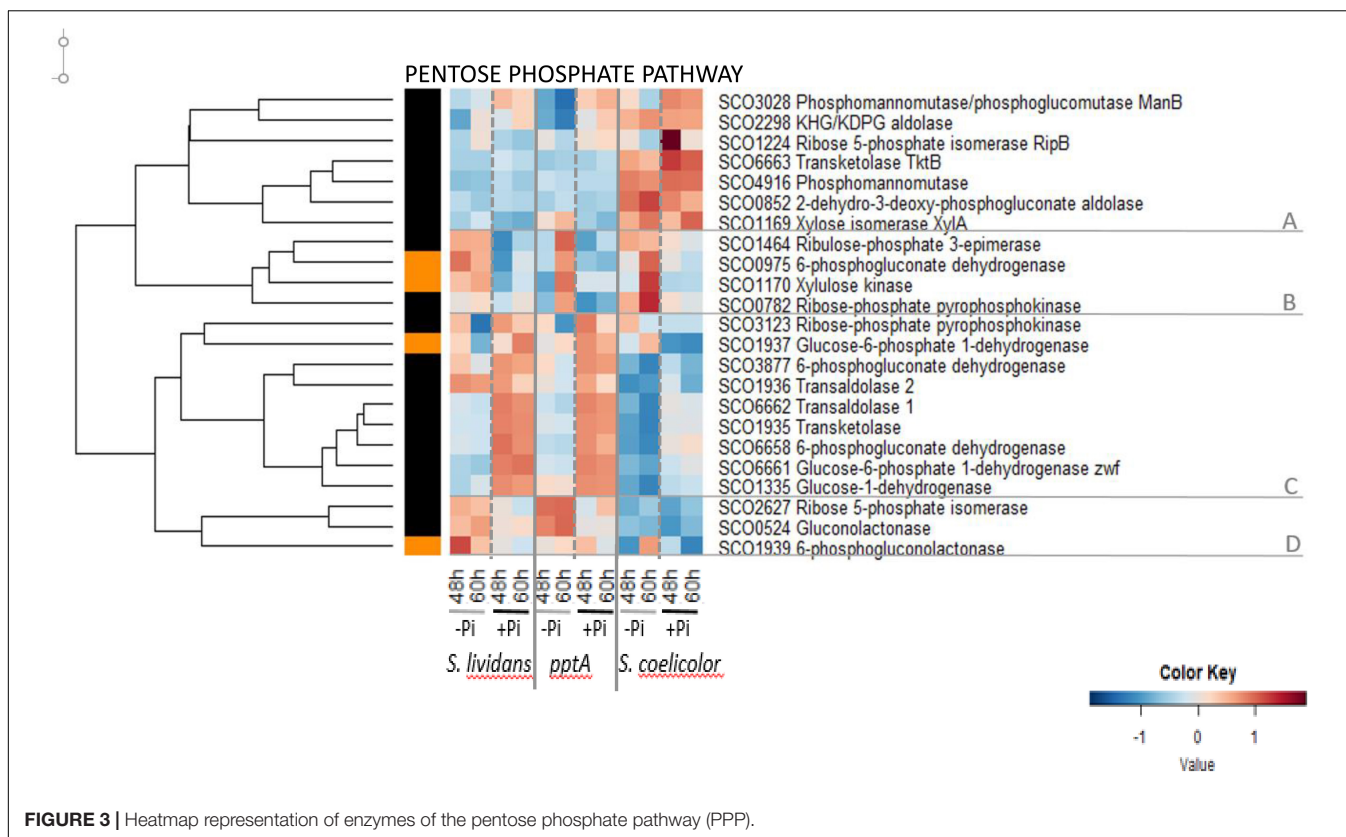 PENTOSE PHOSPHATE PATHWAY
SCO3028 Phosphomannomutase/phosphoglucomutase ManB
SCO2298 KHG/KDPG aldolase
SCO1224 Ribose 5-phosphate isomerase RipB
SCO6663 Transketolase TktB
SCO4916 Phosphomannomutase
SCO0852 2-dehydro-3-deoxy-phosphogluconate aldolase
SCO1169 Xylose isomerase XylA A
SCO1464 Ribulose-phosphate 3-epimerase
SCO0975 6-phosphogluconate dehydrogenase
SCO1170 Xylulose kinase
SCO0782 Ribose-phosphate pyrophosphokinase B
SCO3123 Ribose-phosphate pyrophosphokinase
SCO1937 Glucose-6-phosphate 1-dehydrogenase
SCO3877 6-phosphogluconate dehydrogenase
SCO1936 Transaldolase 2
SCO6662 Transaldolase 1
SCO1935 Transketolase
SCO6658 6-phosphogluconate dehydrogenase
SCO6661 Glucose-6-phosphate 1-dehydrogenase zwf
SCO1335 Glucose-1-dehydrogenase C
SCO2627 Ribose 5-phosphate isomerase
SCO0524 Gluconolactonase
SCO1939 6-phosphogluconolactonase D
48h 60h 48h 60h 48h 60h 48h 60h 48h 60h 48h 60h
-Pi +Pi -Pi +Pi -Pi +Pi
S. lividans pptA S. coelicolor
Color Key
-1 0 1
Value
FIGURE 3 | Heatmap representation of enzymes of the pentose phosphate pathway (PPP).